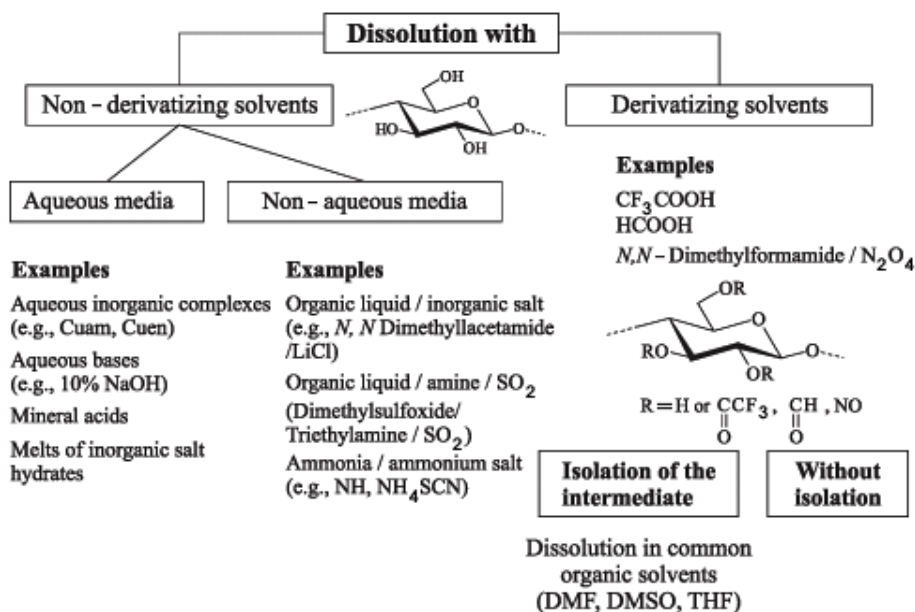 Dissolution with
Non - derivatizing solvents
Derivatizing solvents
OH
O
HO
O
OH
Aqueous media
Non - aqueous media
Examples
Aqueous inorganic complexes
(e.g., Cuam, Cuen)
Aqueous bases
(e.g., 10% NaOH)
Mineral acids
Melts of inorganic salt
hydrates
Examples
Organic liquid / inorganic salt
(e.g., N, N Dimethyllacetamide
/LiCl)
Organic liquid / amine / SO₂
(Dimethylsulfoxide/
Triethylamine / SO₂)
Ammonia / ammonium salt
(e.g., NH, NH₄SCN)
Examples
CF₃COOH
HCOOH
N,N - Dimethylformamide / N₂O₄
OR
O
RO
O
OR
R = H or CCF₃, CH , NO
O O
Isolation of the
intermediate
Without
isolation
Dissolution in common
organic solvents
(DMF, DMSO, THF)